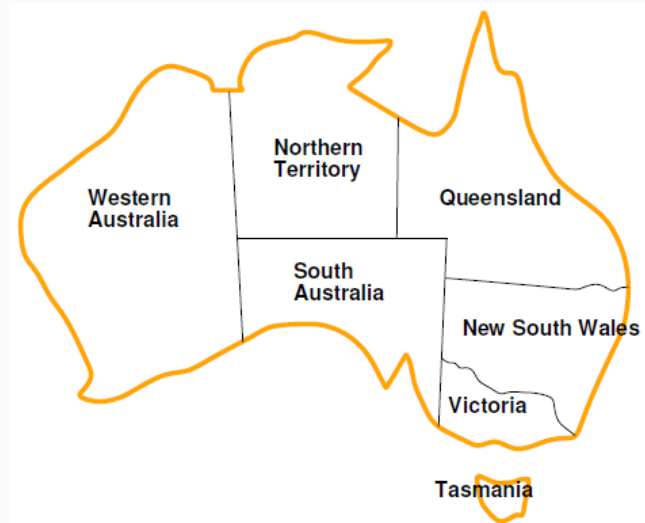 Northern
Territory
Western
Australia
Queensland
South
Australia
New South Wales
Victoria
Tasmania